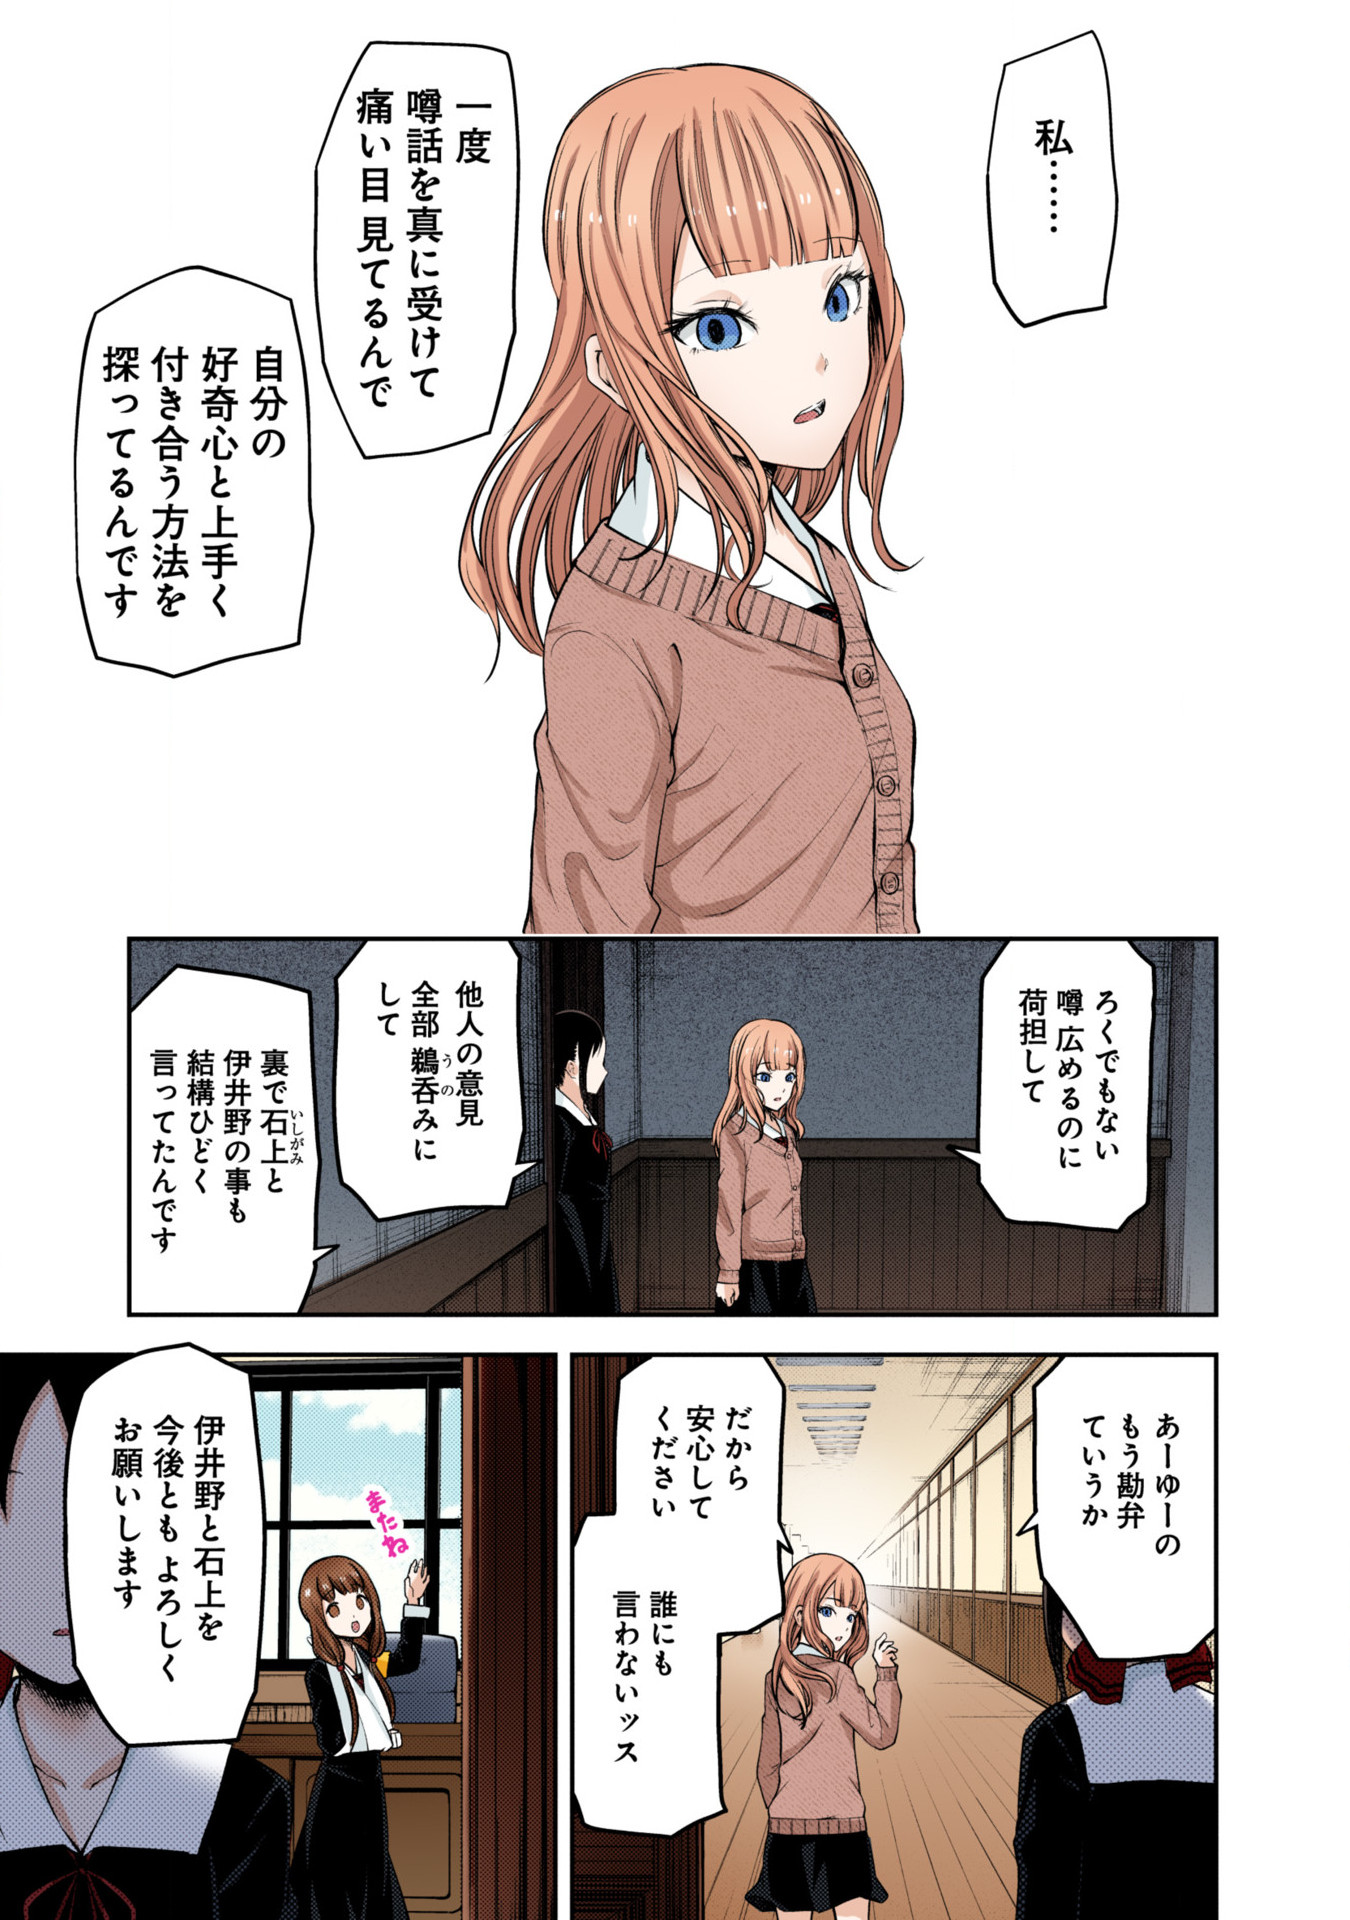 私……
一度
噂話を真に受けて
痛い目見てるんで
自分の
好奇心と上手く
付き合う方法を
探ってるんです
ろくでもない
噂広めるのに
荷担して
他人の意見
全部鵜呑みに
うの
して
裏で石上と
いしがみ
伊井野の事も
結構ひどく
言ってたんです
あーゆーの
もう勘弁
ていうか
だから
安心して
ください
誰にも
言わないッス
またね
伊井野と石上を
今後ともよろしく
お願いします